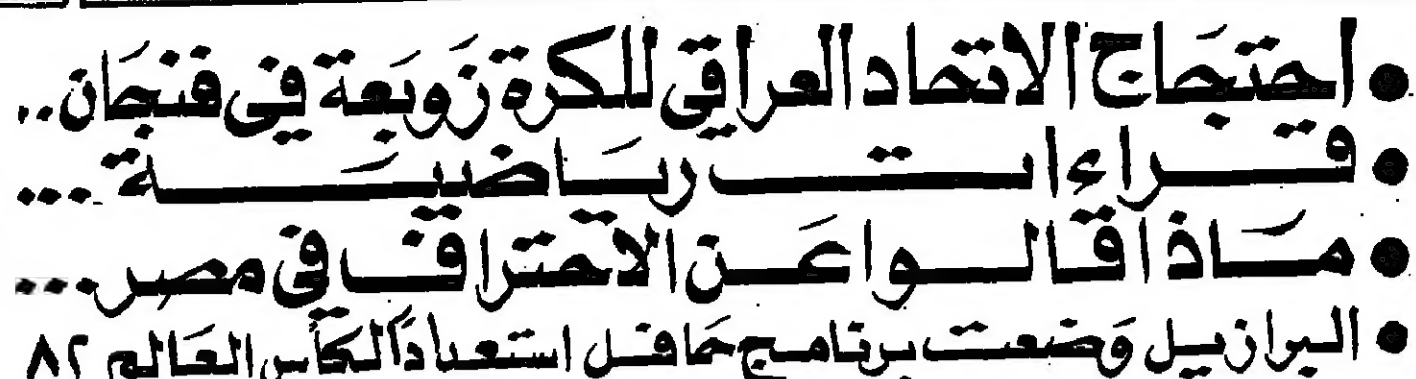 • احتجاج الاتحاد العراقي للكرة زوبعة في فنجان..
• قراءات رياضية ...
• ماذا قالوا عن الاحتراف في مصر...
• البرازيل وضعت برنامج حافل استعداداً لكأس العالم ٨٢